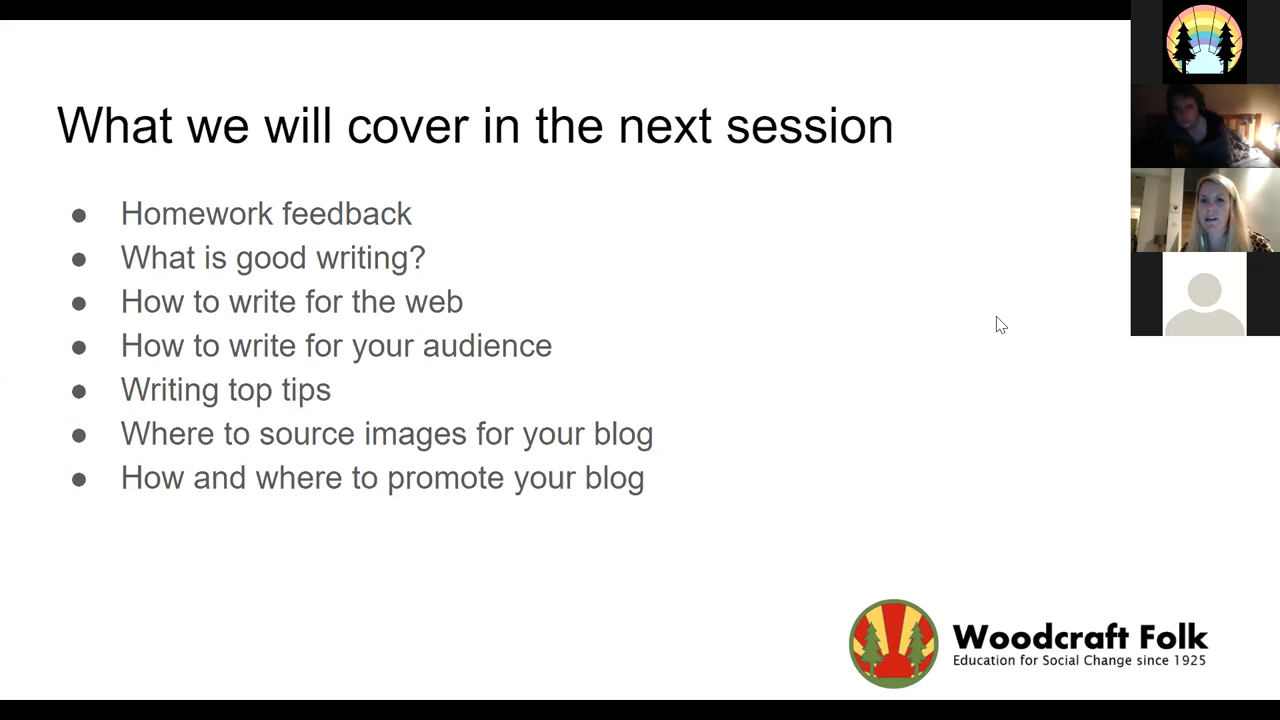 What we will cover in the next session
● Homework feedback
● What is good writing?
● How to write for the web
● How to write for your audience
● Writing top tips
● Where to source images for your blog
● How and where to promote your blog
Woodcraft Folk
Education for Social Change since 1925